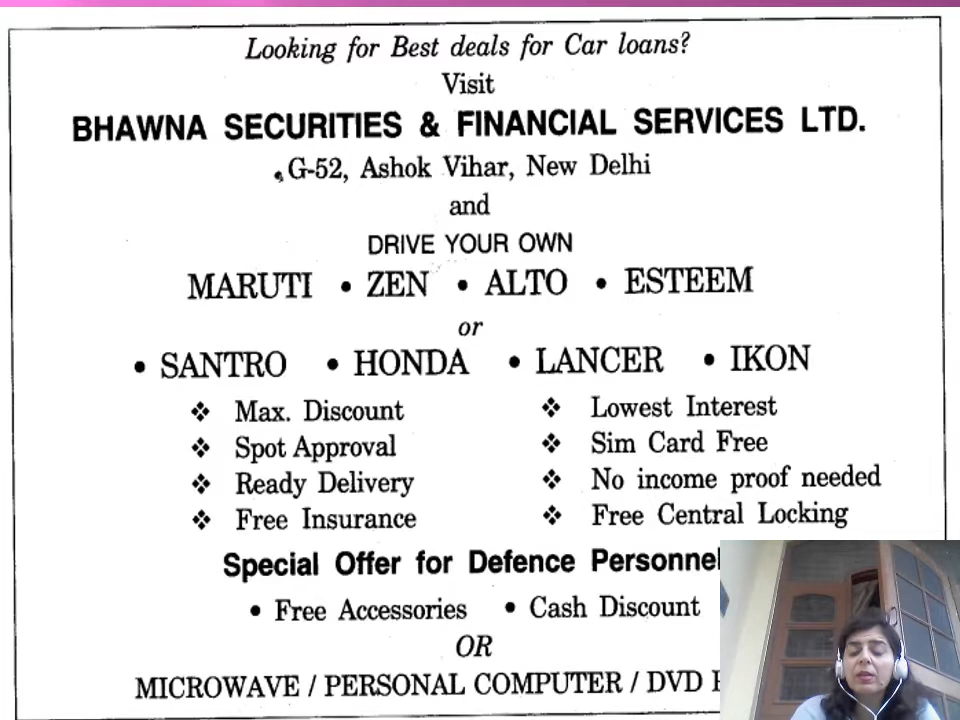 Looking for Best deals for Car loans?
Visit
BHAWNA SECURITIES & FINANCIAL SERVICES LTD.
G-52, Ashok Vihar, New Delhi
and
DRIVE YOUR OWN
MARUTI • ZEN • ALTO • ESTEEM
or
• SANTRO • HONDA • LANCER • IKON
❖ Max. Discount ❖ Lowest Interest
❖ Spot Approval ❖ Sim Card Free
❖ Ready Delivery ❖ No income proof needed
❖ Free Insurance ❖ Free Central Locking
Special Offer for Defence Personnel
• Free Accessories • Cash Discount
OR
MICROWAVE / PERSONAL COMPUTER / DVD